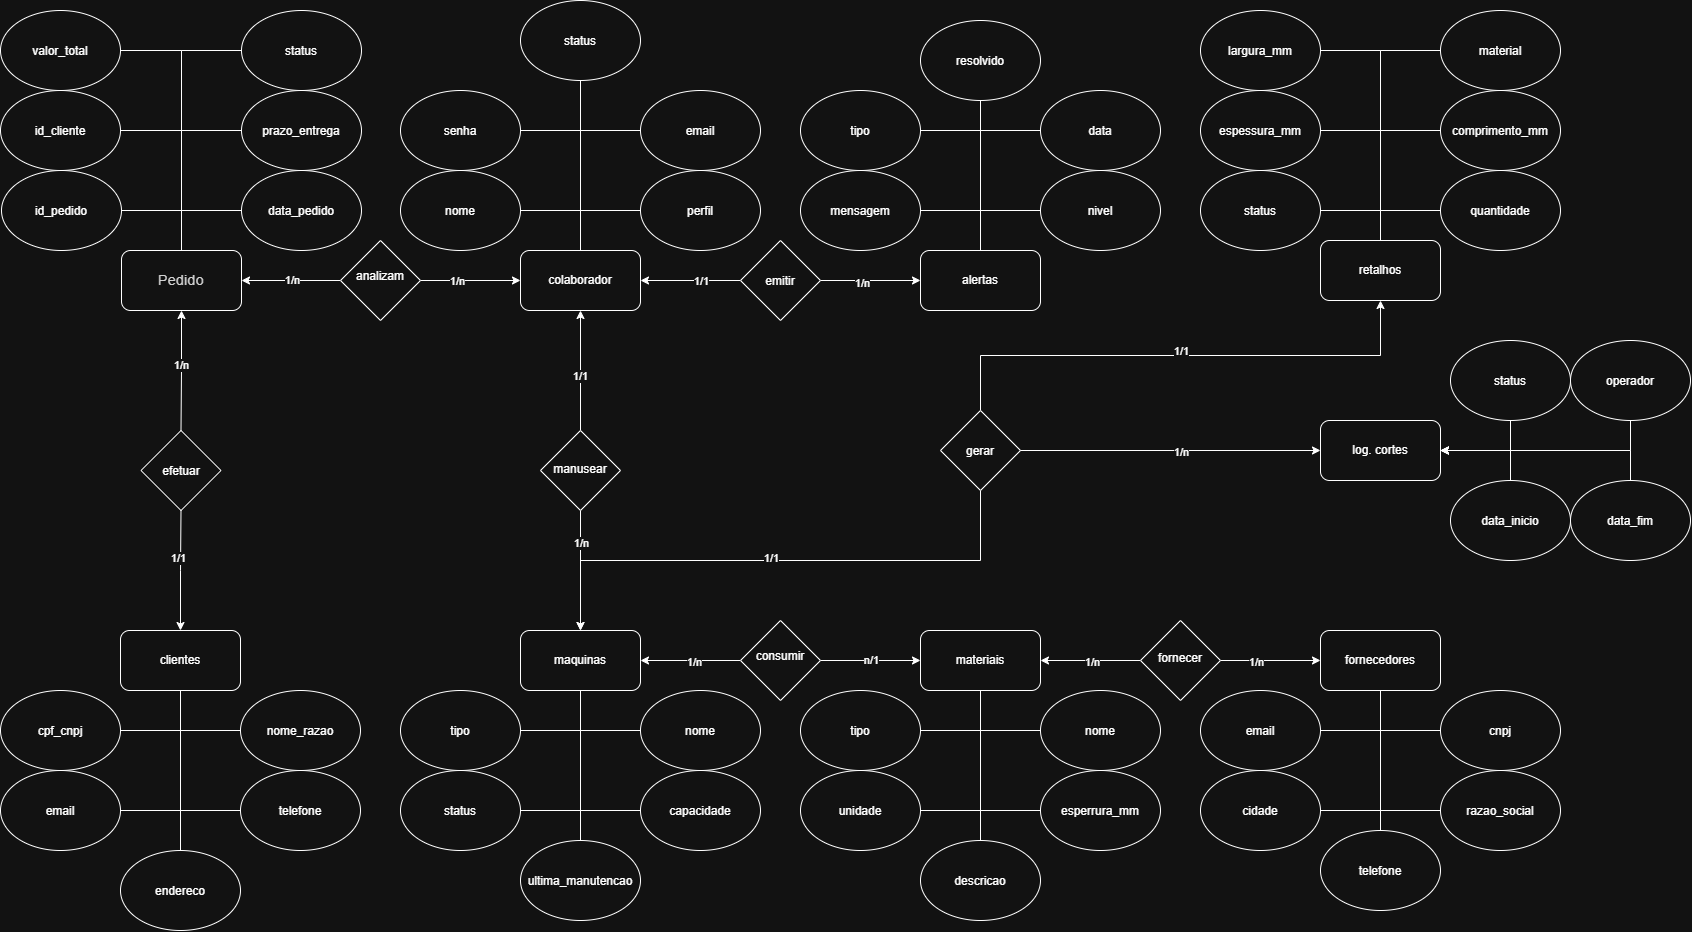 valor_total
status
id_cliente
prazo_entrega
id_pedido
data_pedido
Pedido
1/n
analizam
1/n
status
senha
email
nome
perfil
colaborador
1/1
emitir
1/n
resolvido
tipo
data
mensagem
nivel
alertas
largura_mm
material
espessura_mm
comprimento_mm
status
quantidade
retalhos
1/n
efetuar
1/1
1/1
manusear
1/n
1/1
gerar
1/n
1/1
log. cortes
status
operador
data_inicio
data_fim
clientes
cpf_cnpj
nome_razao
email
telefone
endereco
maquinas
1/n
consumir
n/1
tipo
nome
status
capacidade
ultima_manutencao
materiais
1/n
fornecer
1/n
tipo
nome
unidade
esperrura_mm
descricao
fornecedores
email
cnpj
cidade
razao_social
telefone